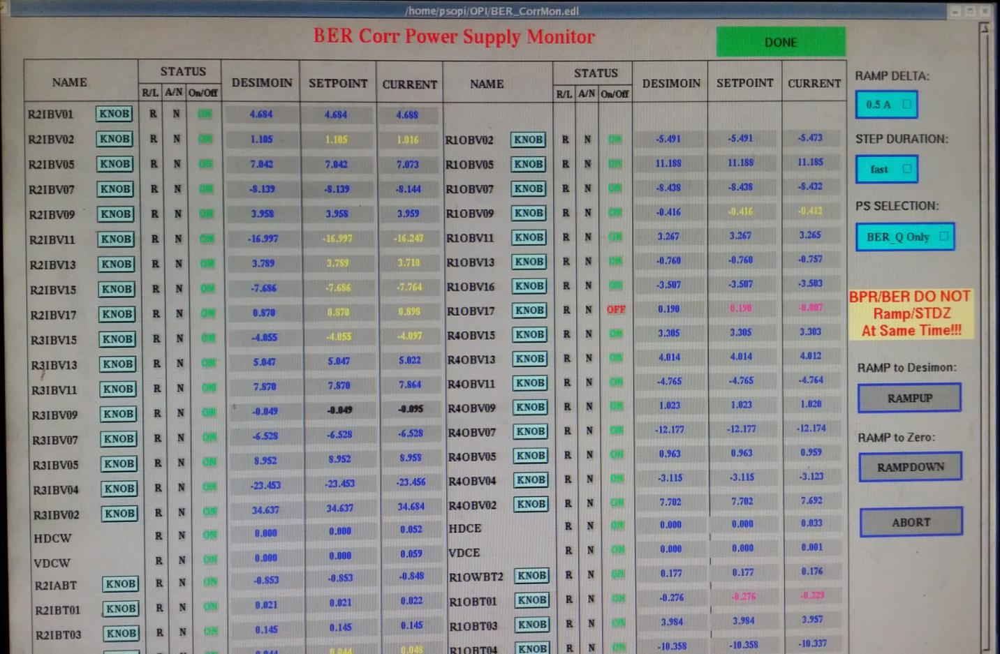 /home/psopi/OPI/BER_CorrMon.edl
BER Corr Power Supply Monitor
DONE
NAME STATUS DESIMOIN SETPOINT CURRENT NAME STATUS DESIMOIN SETPOINT CURRENT
R/L A/N On/Off R/L A/N On/Off
R2IBV01 KNOB R N ON 4.684 4.684 4.688
R2IBV02 KNOB R N ON 1.105 1.105 1.016 R1OBV02 KNOB R N ON -5.491 -5.491 -5.473
R2IBV05 KNOB R N ON 7.042 7.042 7.073 R1OBV05 KNOB R N ON 11.188 11.188 11.185
R2IBV07 KNOB R N ON -8.139 -8.139 -8.144 R1OBV07 KNOB R N ON -8.438 -8.438 -8.432
R2IBV09 KNOB R N ON 3.958 3.958 3.959 R1OBV09 KNOB R N ON -0.416 -0.416 -0.412
R2IBV11 KNOB R N ON -16.997 -16.997 -16.247 R1OBV11 KNOB R N ON 3.267 3.267 3.265
R2IBV13 KNOB R N ON 3.789 3.789 3.710 R1OBV13 KNOB R N ON -0.760 -0.760 -0.757
R2IBV15 KNOB R N ON -7.686 -7.686 -7.764 R1OBV16 KNOB R N ON -3.507 -3.507 -3.503
R2IBV17 KNOB R N ON 0.870 0.870 0.898 R1OBV17 KNOB R N OFF 0.190 0.190 -0.007
R3IBV15 KNOB R N ON -4.055 -4.055 -4.097 R4OBV15 KNOB R N ON 3.305 3.305 3.303
R3IBV13 KNOB R N ON 5.047 5.047 5.022 R4OBV13 KNOB R N ON 4.014 4.014 4.012
R3IBV11 KNOB R N ON 7.870 7.870 7.864 R4OBV11 KNOB R N ON -4.765 -4.765 -4.764
R3IBV09 KNOB R N ON -0.049 -0.049 -0.095 R4OBV09 KNOB R N ON 1.023 1.023 1.020
R3IBV07 KNOB R N ON -6.528 -6.528 -6.528 R4OBV07 KNOB R N ON -12.177 -12.177 -12.174
R3IBV05 KNOB R N ON 8.952 8.952 8.958 R4OBV05 KNOB R N ON 0.963 0.963 0.959
R3IBV04 KNOB R N ON -23.453 -23.453 -23.456 R4OBV04 KNOB R N ON -3.115 -3.115 -3.123
R3IBV02 KNOB R N ON 34.637 34.637 34.684 R4OBV02 KNOB R N ON 7.702 7.702 7.692
HDCW R N ON 0.000 0.000 0.052 HDCE R N ON 0.000 0.000 0.033
VDCW R N ON 0.000 0.000 0.059 VDCE R N ON 0.000 0.000 0.001
R2IABT KNOB R N ON -0.853 -0.853 -0.848 R1OWBT2 KNOB R N ON 0.177 0.177 0.176
R2IBT01 KNOB R N ON 0.021 0.021 0.022 R1OBT01 KNOB R N ON -0.276 -0.276 -0.229
R2IBT03 KNOB R N ON 0.145 0.145 0.145 R1OBT03 KNOB R N ON 3.984 3.984 3.957
0.044 0.048 R1OBT04 KNOB R N ON -10.358 -10.358 -10.337
RAMP DELTA:
0.5 A
STEP DURATION:
fast
PS SELECTION:
BER_Q Only
BPR/BER DO NOT
Ramp/STDZ
At Same Time!!!
RAMP to Desimon:
RAMPUP
RAMP to Zero:
RAMPDOWN
ABORT